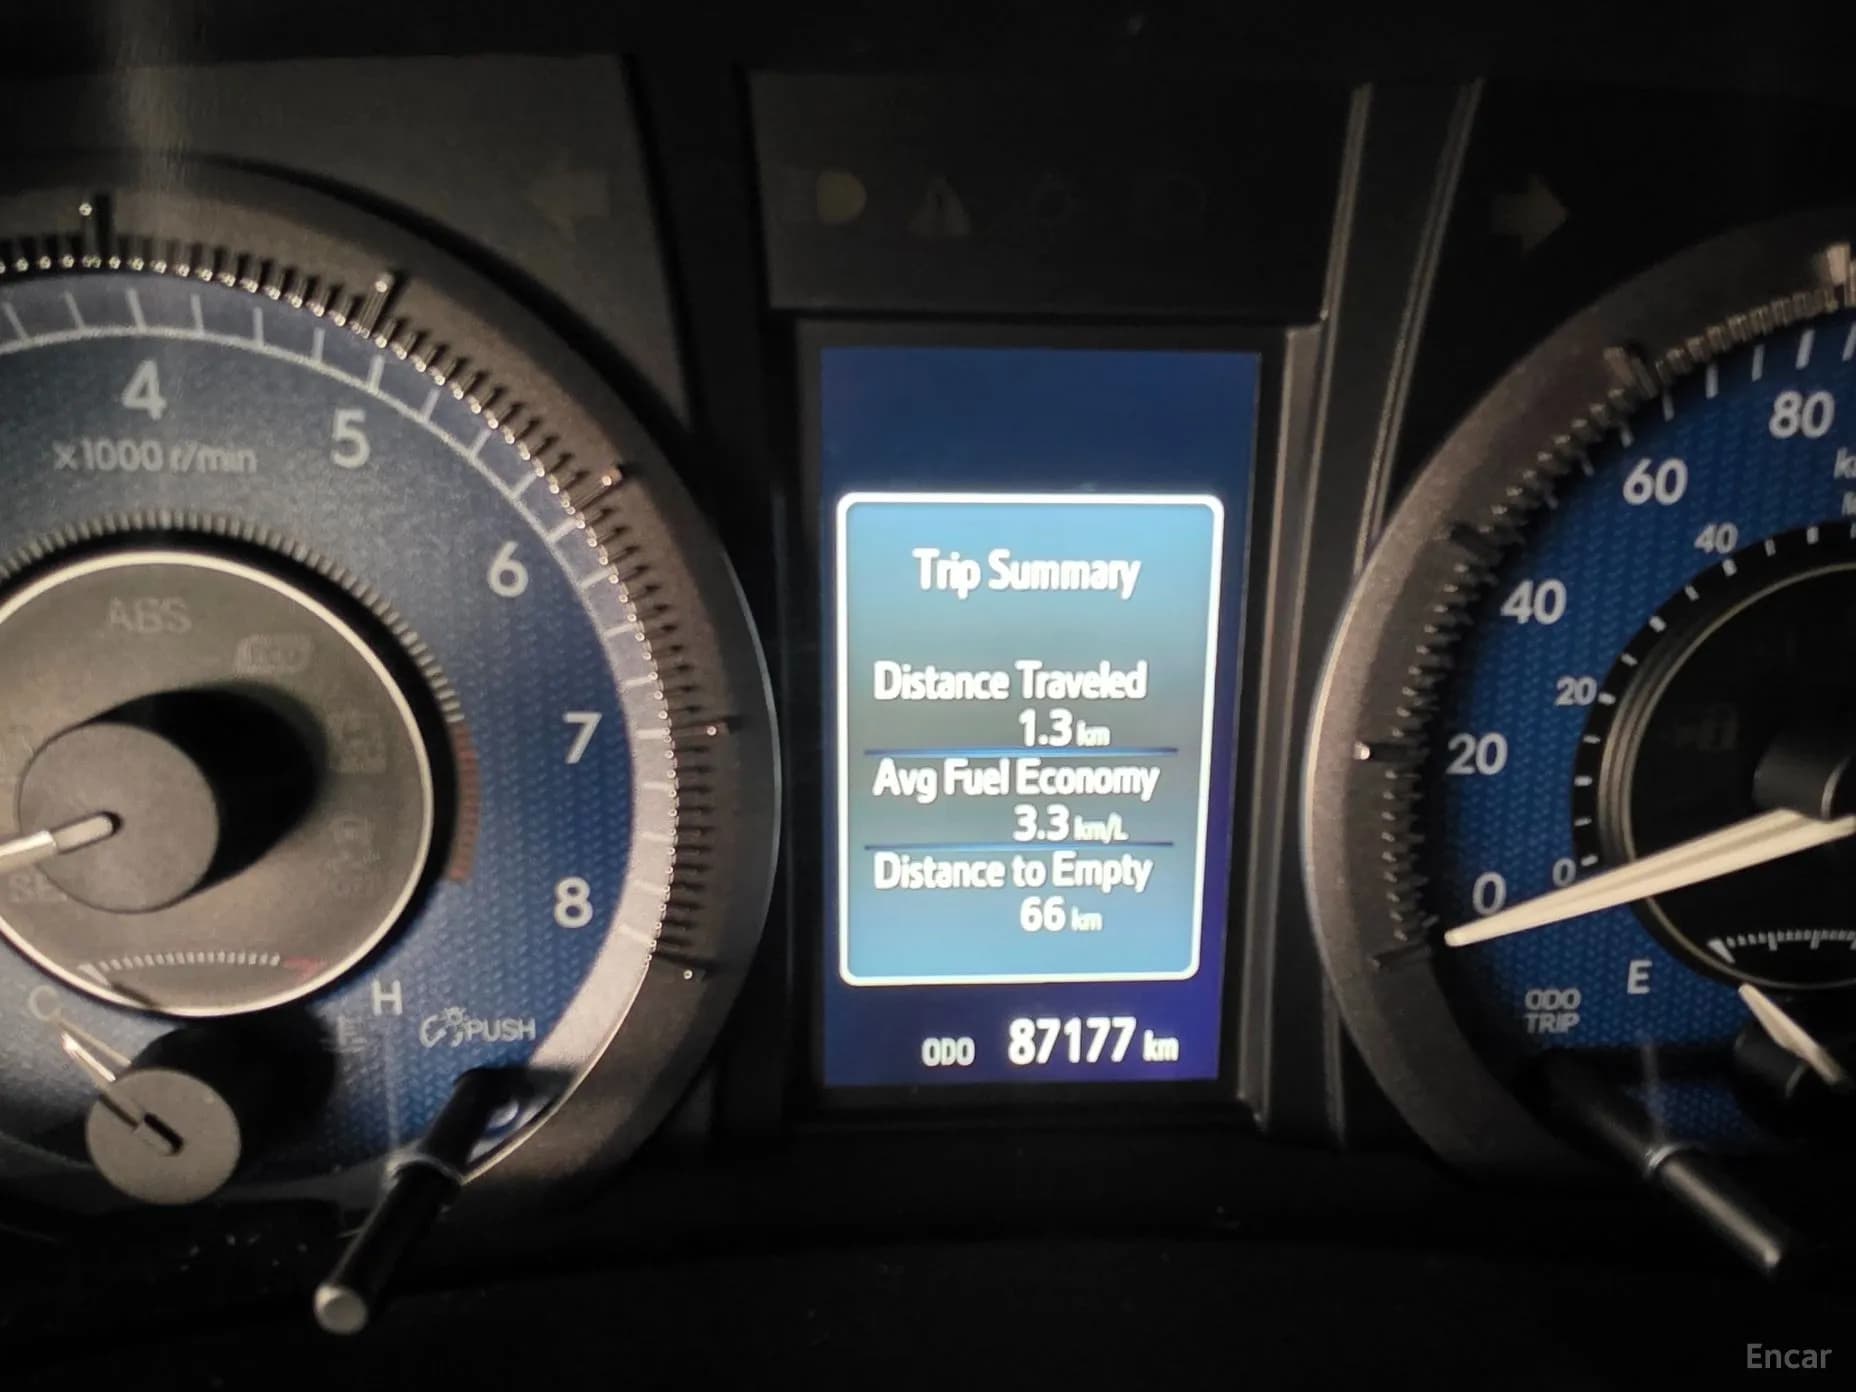 4
5
x1000 r/min
6
7
8
ABS
C
H
PUSH
Trip Summary
Distance Traveled
1.3 km
Avg Fuel Economy
3.3 km/L
Distance to Empty
66 km
ODO 87177 km
80
60
40
20
0
40
20
0
E
ODO
TRIP
Encar